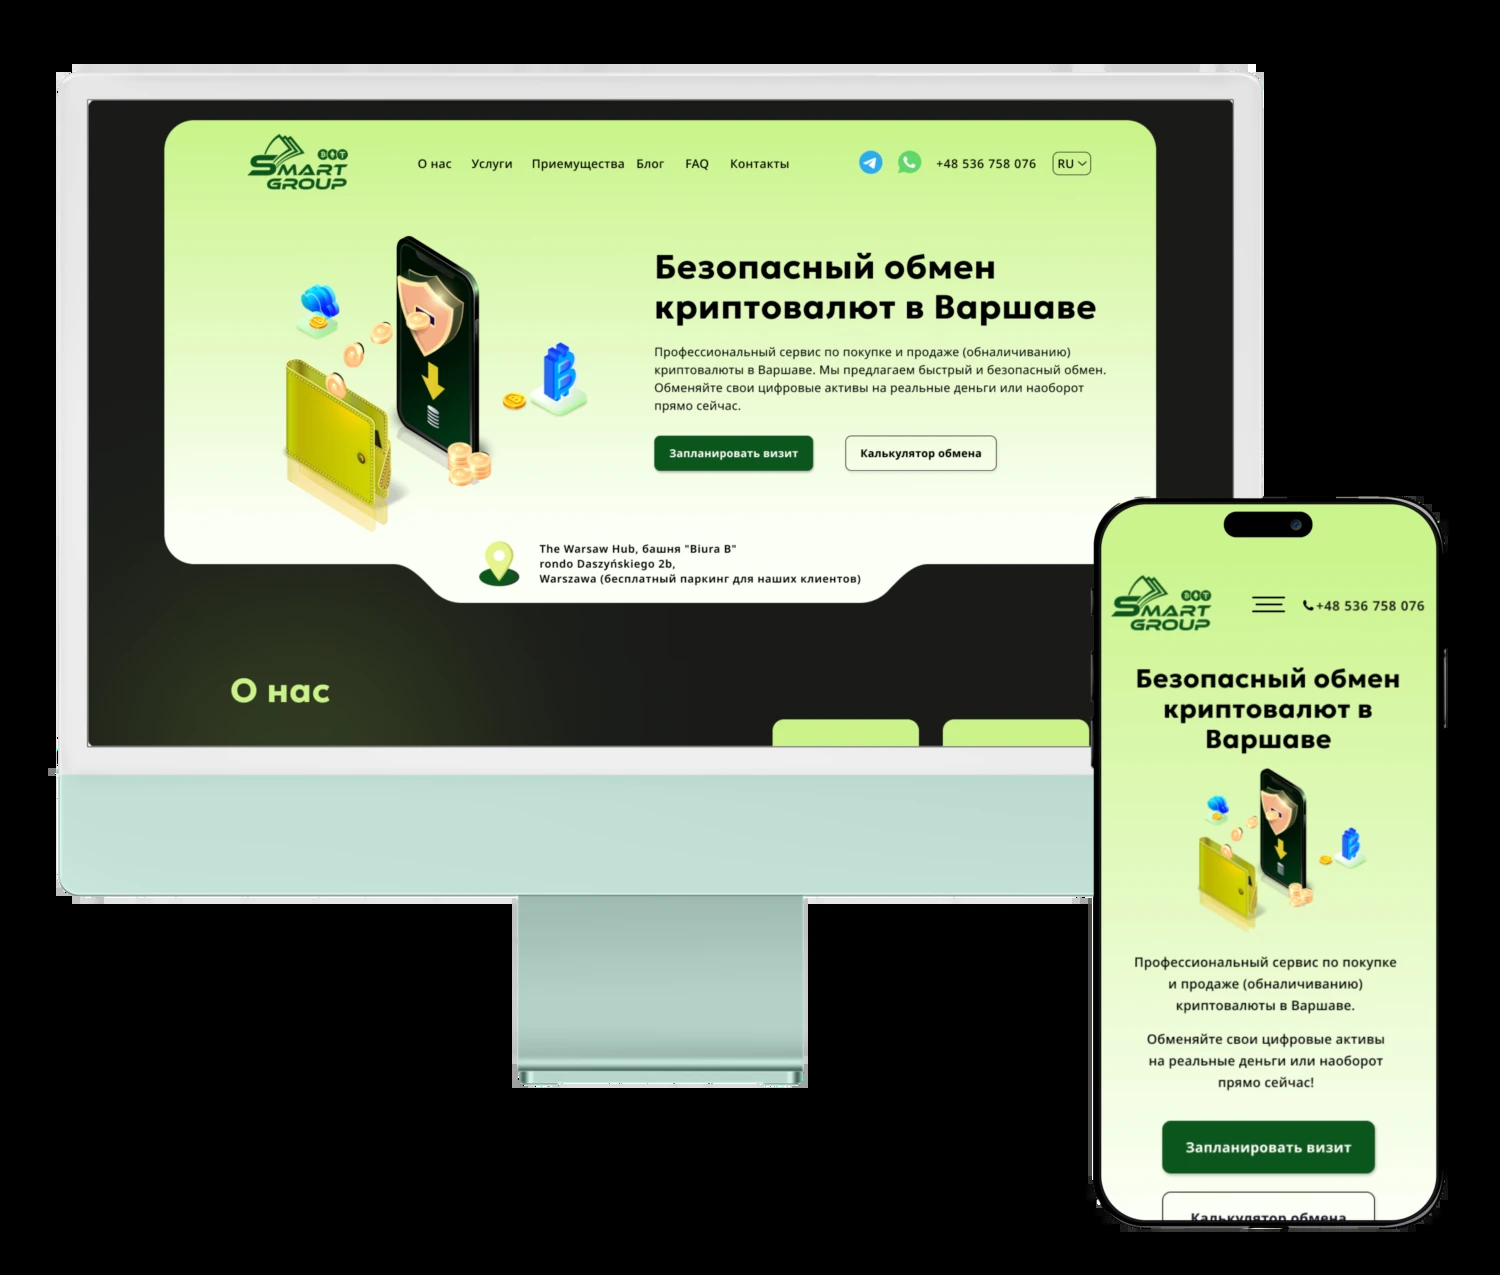 BIT
SMART
GROUP
О нас Услуги Приемущества Блог FAQ Контакты
+48 536 758 076
RU
Безопасный обмен
криптовалют в Варшаве
Профессиональный сервис по покупке и продаже (обналичиванию)
криптовалюты в Варшаве. Мы предлагаем быстрый и безопасный обмен.
Обменяйте свои цифровые активы на реальные деньги или наоборот
прямо сейчас.
Запланировать визит
Калькулятор обмена
The Warsaw Hub, башня "Biura B"
rondo Daszyńskiego 2b,
Warszawa (бесплатный паркинг для наших клиентов)
О нас
BIT
SMART
GROUP
+48 536 758 076
Безопасный обмен
криптовалют в
Варшаве
Профессиональный сервис по покупке
и продаже (обналичиванию)
криптовалюты в Варшаве.
Обменяйте свои цифровые активы
на реальные деньги или наоборот
прямо сейчас!
Запланировать визит
Калькулятор обмена